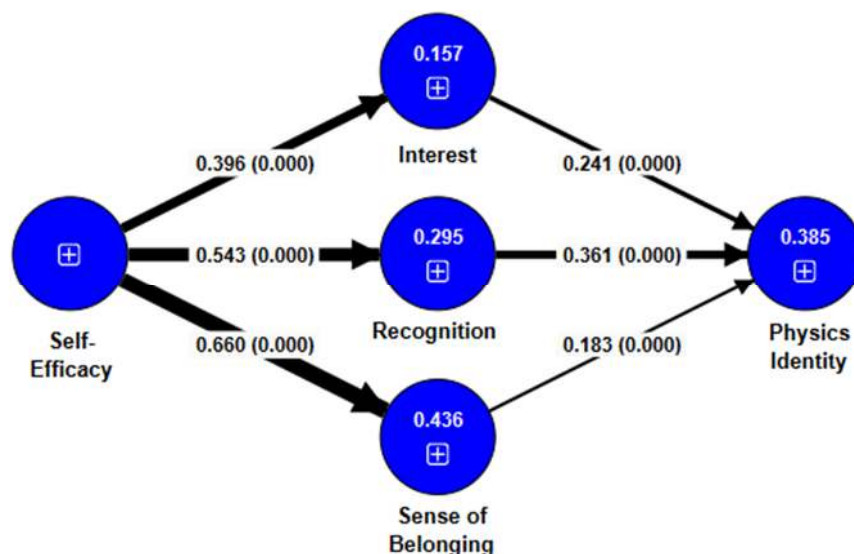 0.157
Interest
0.396 (0.000)
0.241 (0.000)
0.295
0.385
0.543 (0.000)
0.361 (0.000)
Self-
Efficacy
Recognition
Physics
Identity
0.660 (0.000)
0.183 (0.000)
0.436
Sense of
Belonging